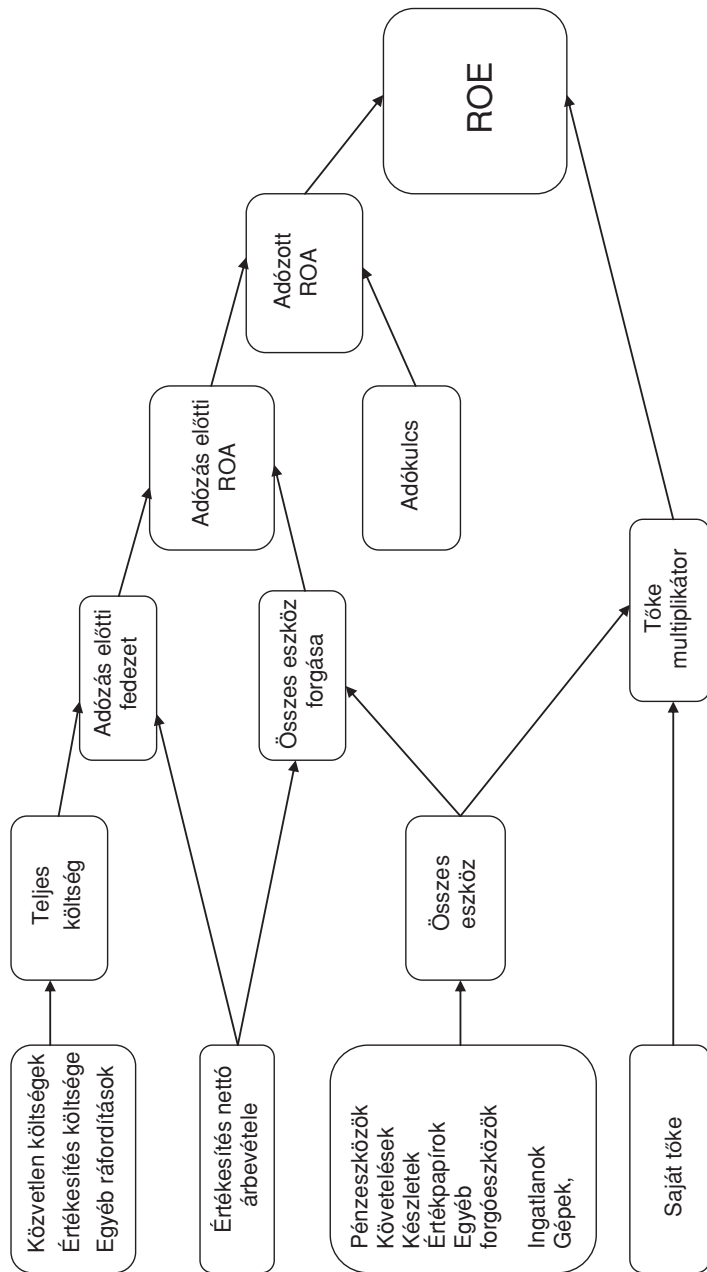 Közvetlen költségek
Értékesítés költsége
Egyéb ráfordítások
Értékesítés nettó
árbevétele
Pénzeszközök
Követelések
Készletek
Értékpapírok
Egyéb
forgóeszközök
Ingatlanok
Gépek,
Saját tőke
Teljes
költség
Összes
eszköz
Adózás előtti
fedezet
Összes eszköz
forgása
Tőke
multiplikátor
Adózás előtti
ROA
Adókulcs
Adózott
ROA
ROE